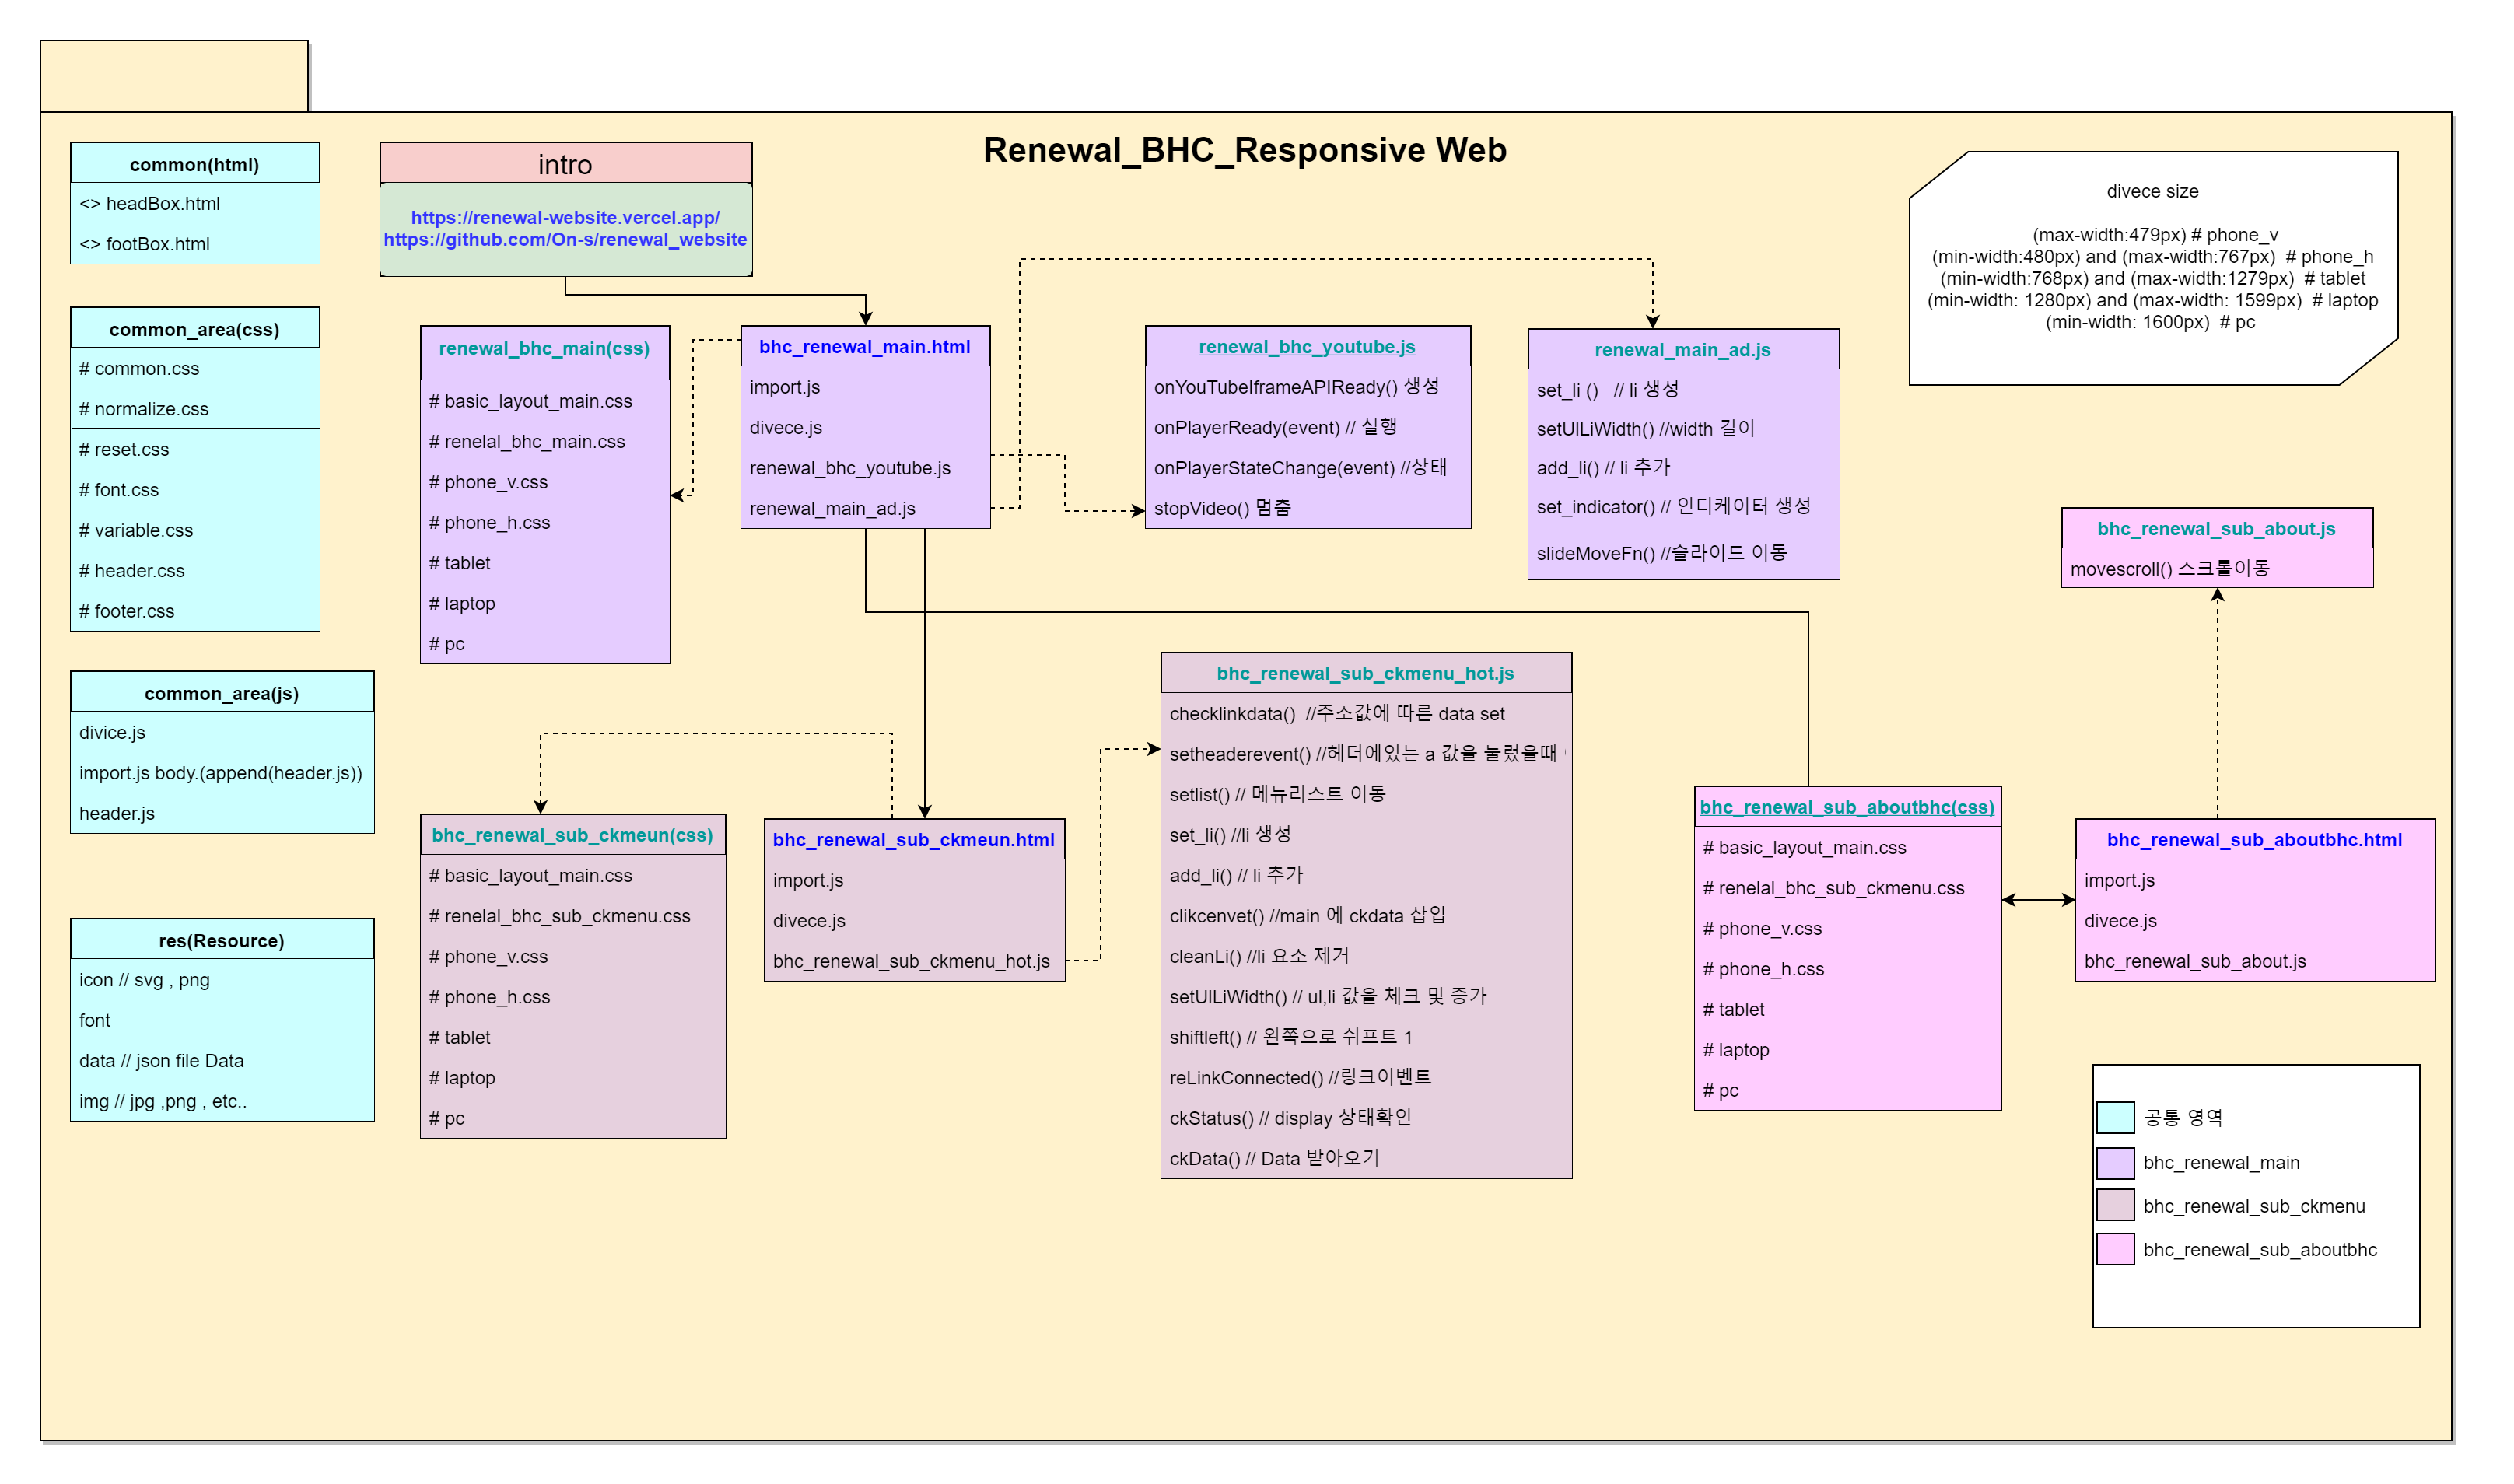 Renewal_BHC_Responsive Web
common(html)
<> headBox.html
<> footBox.html
intro
https://renewal-website.vercel.app/
https://github.com/On-s/renewal_website
divece size
(max-width:479px) # phone_v
(min-width:480px) and (max-width:767px)  # phone_h
(min-width:768px) and (max-width:1279px)  # tablet
(min-width: 1280px) and (max-width: 1599px)  # laptop
(min-width: 1600px)  # pc
common_area(css)
# common.css
# normalize.css
# reset.css
# font.css
# variable.css
# header.css
# footer.css
renewal_bhc_main(css)
# basic_layout_main.css
# renelal_bhc_main.css
# phone_v.css
# phone_h.css
# tablet
# laptop
# pc
bhc_renewal_main.html
import.js
divece.js
renewal_bhc_youtube.js
renewal_main_ad.js
renewal_bhc_youtube.js
onYouTubeIframeAPIReady() 생성
onPlayerReady(event) // 실행
onPlayerStateChange(event) //상태
stopVideo() 멈춤
renewal_main_ad.js
set_li ()   // li 생성
setUlLiWidth() //width 길이
add_li() // li 추가
set_indicator() // 인디케이터 생성
slideMoveFn() //슬라이드 이동
bhc_renewal_sub_about.js
movescroll() 스크롤이동
common_area(js)
divice.js
import.js body.(append(header.js))
header.js
res(Resource)
icon // svg , png
font
data // json file Data
img // jpg ,png , etc..
bhc_renewal_sub_ckmeun(css)
# basic_layout_main.css
# renelal_bhc_sub_ckmenu.css
# phone_v.css
# phone_h.css
# tablet
# laptop
# pc
bhc_renewal_sub_ckmeun.html
import.js
divece.js
bhc_renewal_sub_ckmenu_hot.js
bhc_renewal_sub_ckmenu_hot.js
checklinkdata()  //주소값에 따른 data set
setheaderevent() //헤더에있는 a 값을 눌렀을때
setlist() // 메뉴리스트 이동
set_li() //li 생성
add_li() // li 추가
clikcenvet() //main 에 ckdata 삽입
cleanLi() //li 요소 제거
setUlLiWidth() // ul,li 값을 체크 및 증가
shiftleft() // 왼쪽으로 쉬프트 1
reLinkConnected() //링크이벤트
ckStatus() // display 상태확인
ckData() // Data 받아오기
bhc_renewal_sub_aboutbhc(css)
# basic_layout_main.css
# renelal_bhc_sub_ckmenu.css
# phone_v.css
# phone_h.css
# tablet
# laptop
# pc
bhc_renewal_sub_aboutbhc.html
import.js
divece.js
bhc_renewal_sub_about.js
공통 영역
bhc_renewal_main
bhc_renewal_sub_ckmenu
bhc_renewal_sub_aboutbhc